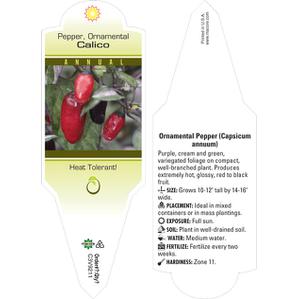 Pepper, Ornamental
Calico
ANNUAL
Heat Tolerant!
Printed in U.S.A.
Ornamental Pepper (Capsicum
annuum)
Purple, cream and green,
variegated foliage on compact,
well-branched plant. Produces
extremely hot, glossy, red to black
fruit.
SIZE: Grows 10-12' tall by 14-16"
wide.
PLACEMENT: Ideal in mixed
containers or in mass plantings.
EXPOSURE: Full sun.
SOIL: Plant in well-drained soil.
WATER: Medium water.
FERTILIZE: Fertilize every two
weeks.
HARDINESS: Zone 11.